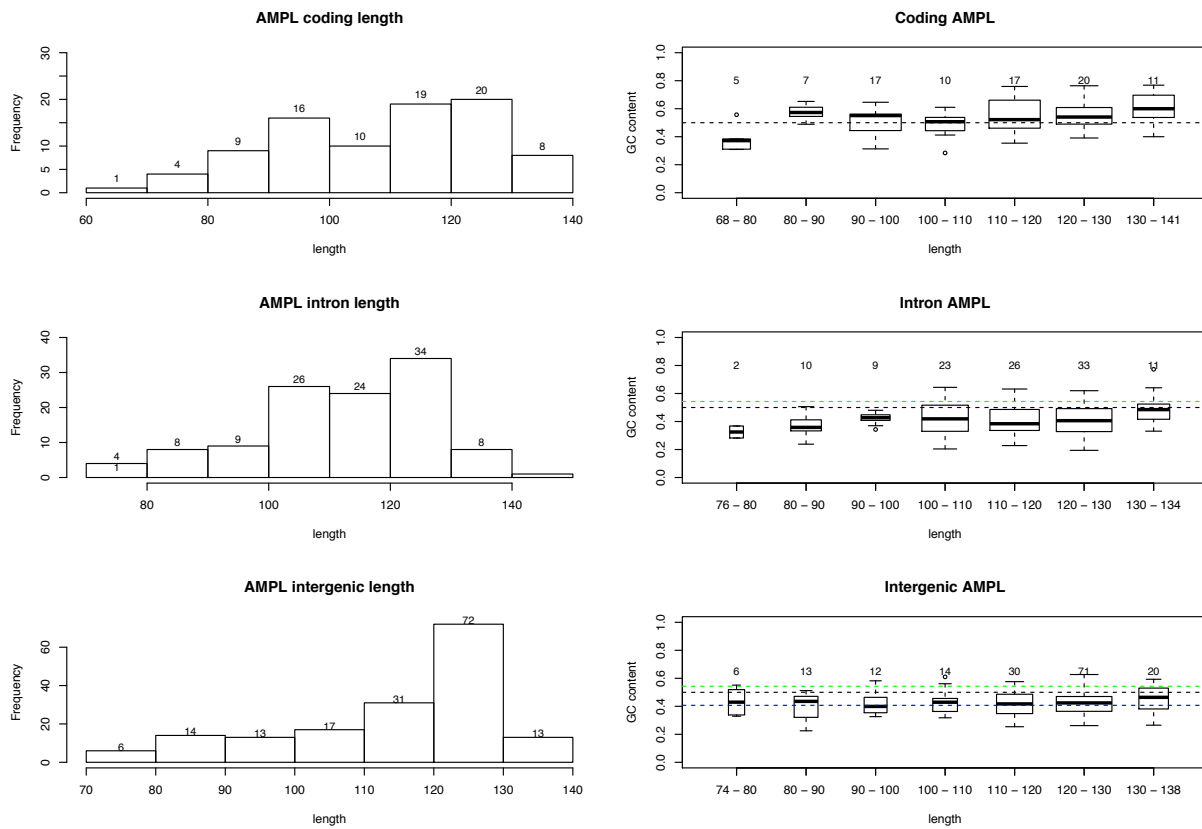 AMPL coding length
Frequency
0 5 10 20 30
1 4 9 16 10 19 20 8
60 80 100 120 140
length
Coding AMPL
GC content
0.0 0.2 0.4 0.6 0.8 1.0
5 7 17 10 17 20 11
68 − 80 80 − 90 90 − 100 100 − 110 110 − 120 120 − 130 130 − 141
length
AMPL intron length
Frequency
0 10 20 30 40
4 8 9 26 24 34 8
1
80 100 120 140
length
Intron AMPL
GC content
0.0 0.2 0.4 0.6 0.8 1.0
2 10 9 23 26 33 11
76 − 80 80 − 90 90 − 100 100 − 110 110 − 120 120 − 130 130 − 134
length
AMPL intergenic length
Frequency
0 20 40 60
6 14 13 17 31 72 13
70 80 90 100 110 120 130 140
length
Intergenic AMPL
GC content
0.0 0.2 0.4 0.6 0.8 1.0
6 13 12 14 30 71 20
74 − 80 80 − 90 90 − 100 100 − 110 110 − 120 120 − 130 130 − 138
length